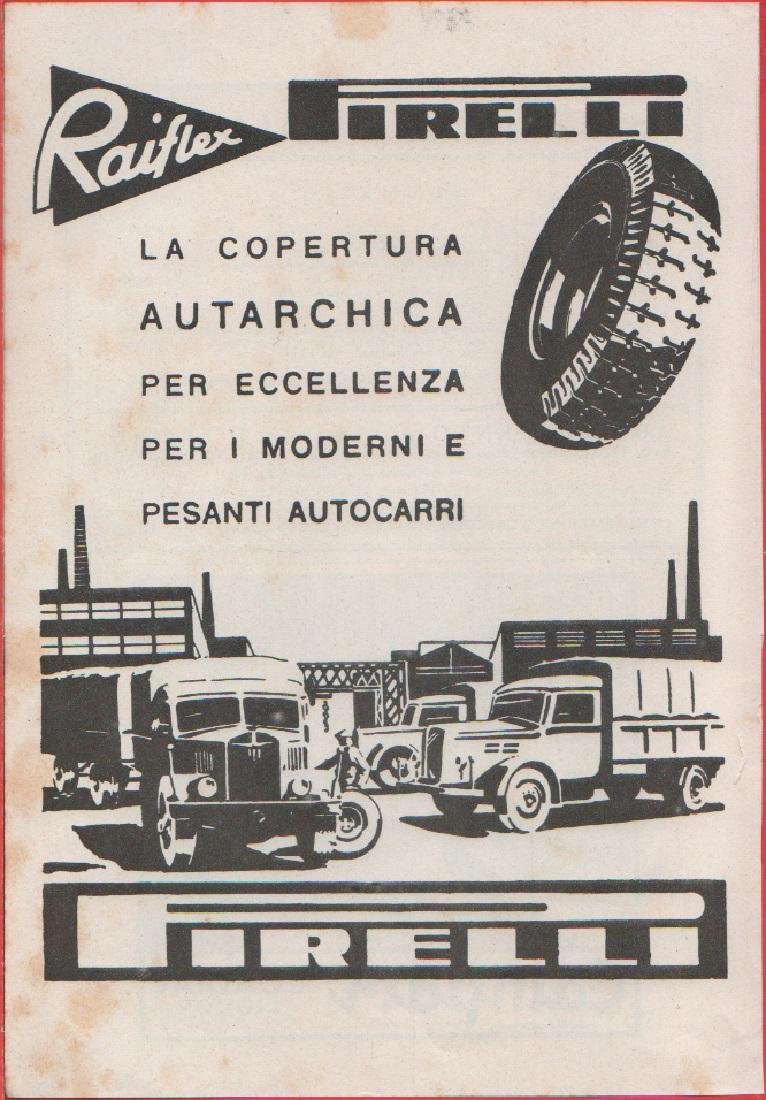 Raiflex
PIRELLI
LA COPERTURA
AUTARCHICA
PER ECCELLENZA
PER I MODERNI E
PESANTI AUTOCARRI
PIRELLI